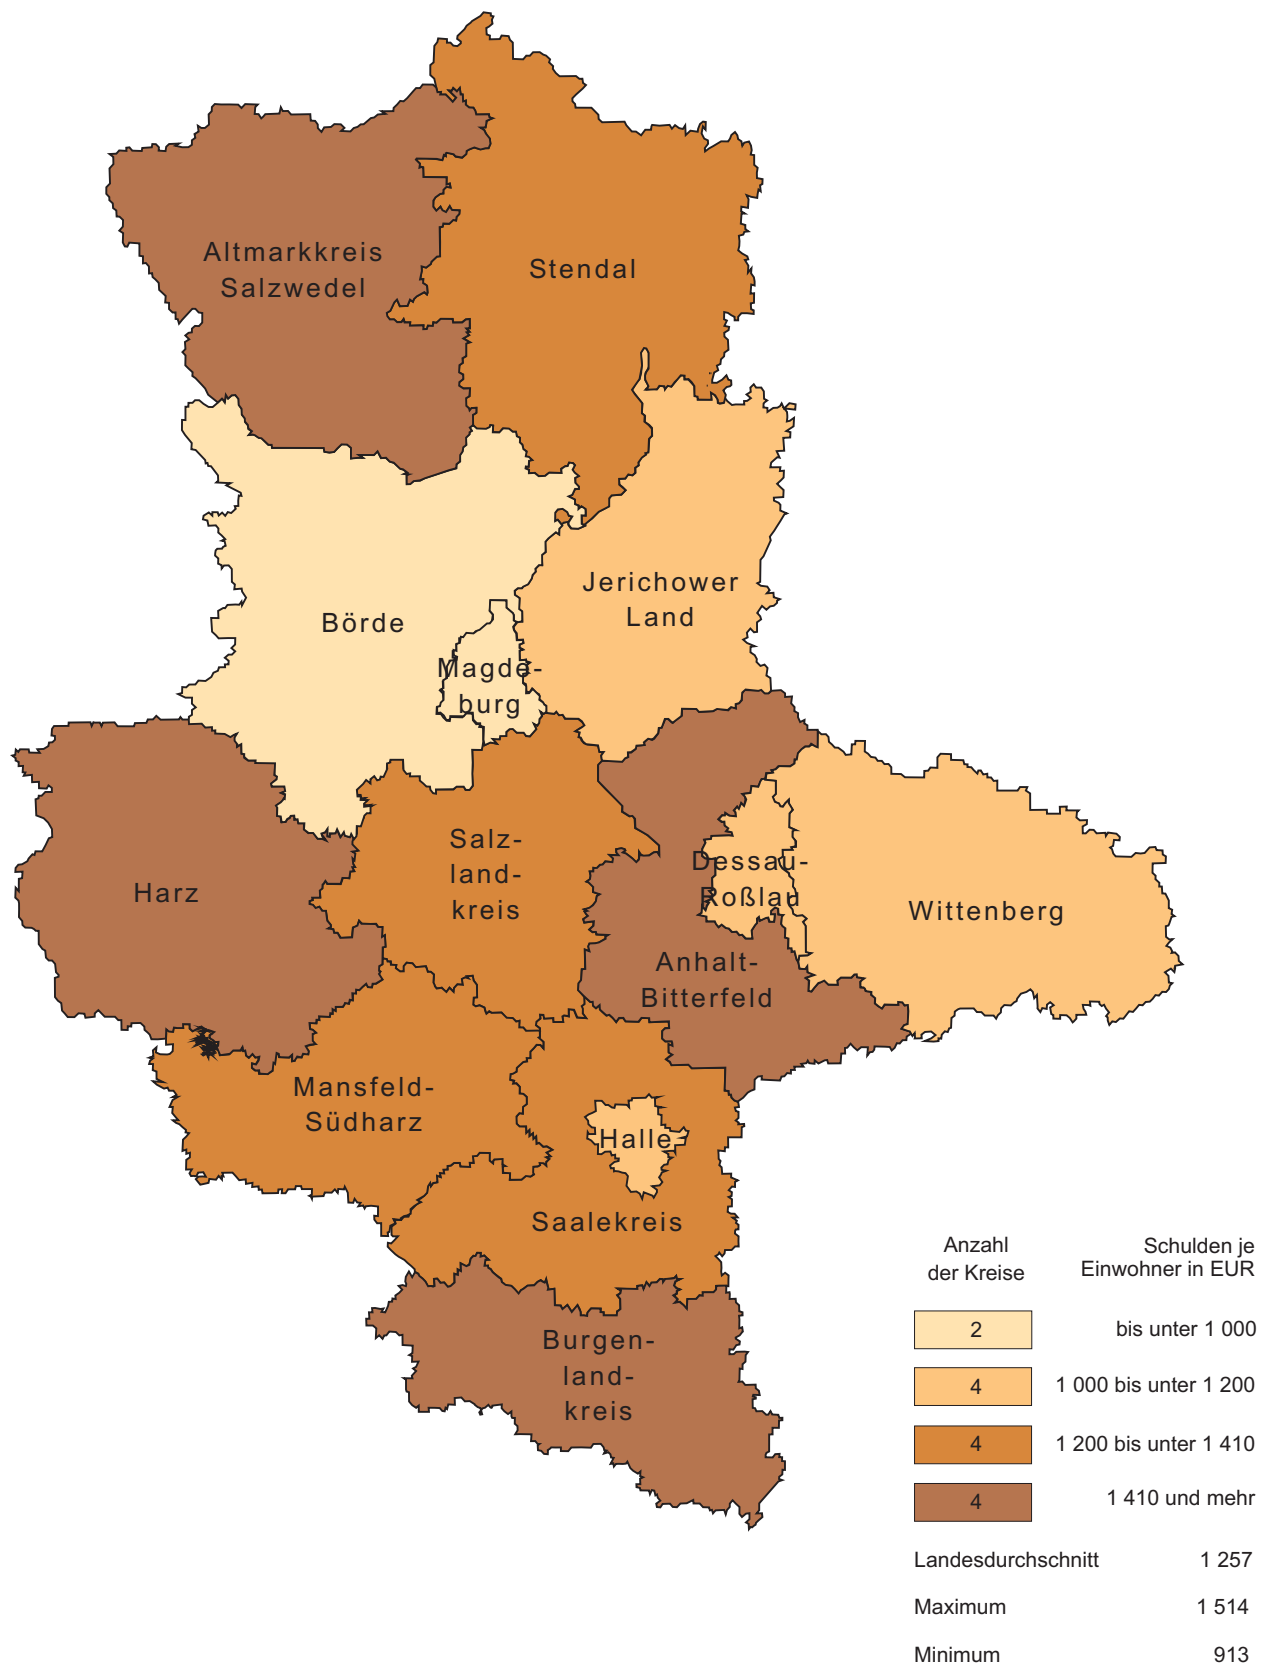 Altmarkkreis
Salzwedel
Stendal
Jerichower
Land
Börde
Magde-
burg
Salz-
land-
kreis
Harz
Dessau-
Roßlau
Wittenberg
Anhalt-
Bitterfeld
Mansfeld-
Südharz
Halle
Saalekreis
Burgen-
land-
kreis
Anzahl
der Kreise
Schulden je
Einwohner in EUR
2 bis unter 1 000
4 1 000 bis unter 1 200
4 1 200 bis unter 1 410
4 1 410 und mehr
Landesdurchschnitt 1 257
Maximum 1 514
Minimum 913